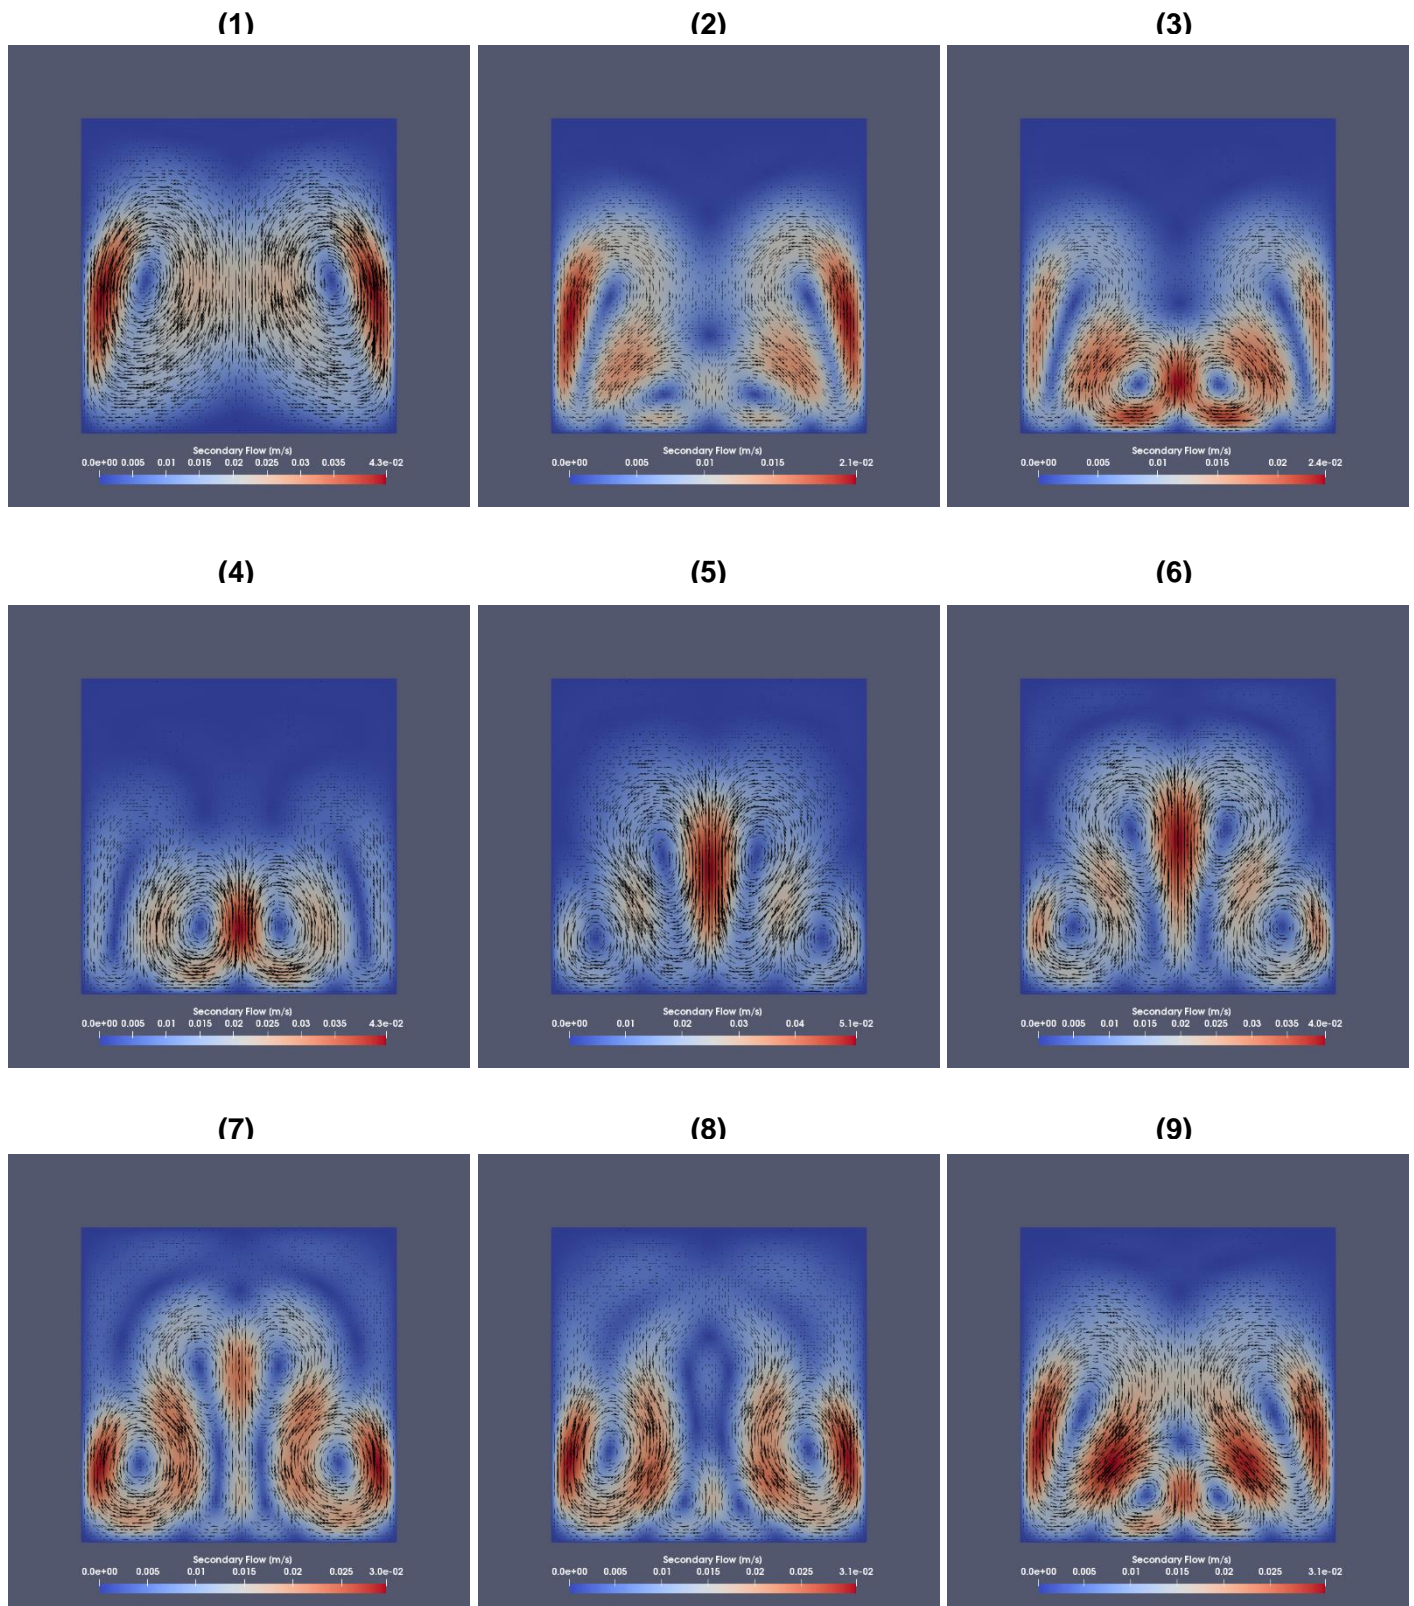 (1) (2) (3)
Secondary Flow (m/s) Secondary Flow (m/s) Secondary Flow (m/s)
0.0e+00 0.005 0.01 0.015 0.02 0.025 0.03 0.035 4.3e-02 0.0e+00 0.005 0.01 0.015 2.1e-02 0.0e+00 0.005 0.01 0.015 0.02 2.4e-02
(4) (5) (6)
Secondary Flow (m/s) Secondary Flow (m/s) Secondary Flow (m/s)
0.0e+00 0.005 0.01 0.015 0.02 0.025 0.03 0.035 4.3e-02 0.0e+00 0.01 0.02 0.03 0.04 5.1e-02 0.0e+00 0.005 0.01 0.015 0.02 0.025 0.03 0.035 4.0e-02
(7) (8) (9)
Secondary Flow (m/s) Secondary Flow (m/s) Secondary Flow (m/s)
0.0e+00 0.005 0.01 0.015 0.02 0.025 3.0e-02 0.0e+00 0.005 0.01 0.015 0.02 0.025 3.1e-02 0.0e+00 0.005 0.01 0.015 0.02 0.025 3.1e-02